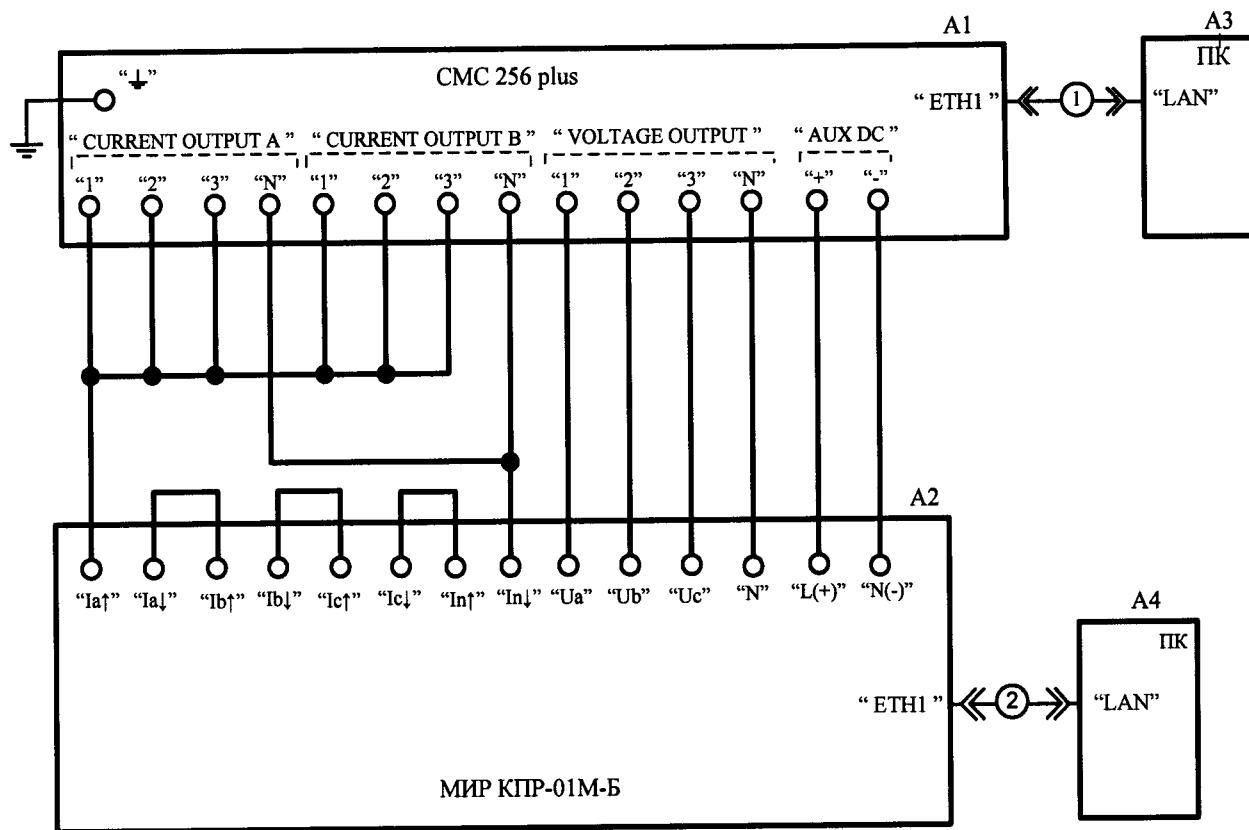 A1
A3
"⏚"
CMC 256 plus
ПК
" ETH1 "
1
"LAN"
" CURRENT OUTPUT A "
" CURRENT OUTPUT B "
" VOLTAGE OUTPUT "
" AUX DC "
"1" "2" "3" "N" "1" "2" "3" "N" "1" "2" "3" "N" "+" "-"
A2
"Ia↑" "Ia↓" "Ib↑" "Ib↓" "Ic↑" "Ic↓" "In↑" "In↓" "Ua" "Ub" "Uc" "N" "L(+)" "N(-)"
A4
ПК
" ETH1 "
2
"LAN"
МИР КПР-01М-Б